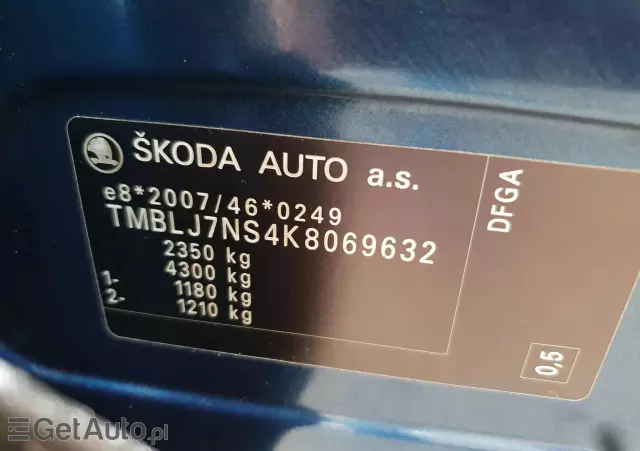 ŠKODA AUTO a.s.
e8*2007/46*0249
TMBLJ7NS4K8069632
2350 kg
4300 kg
1- 1180 kg
2- 1210 kg
DFGA
0,5
GetAuto.pl